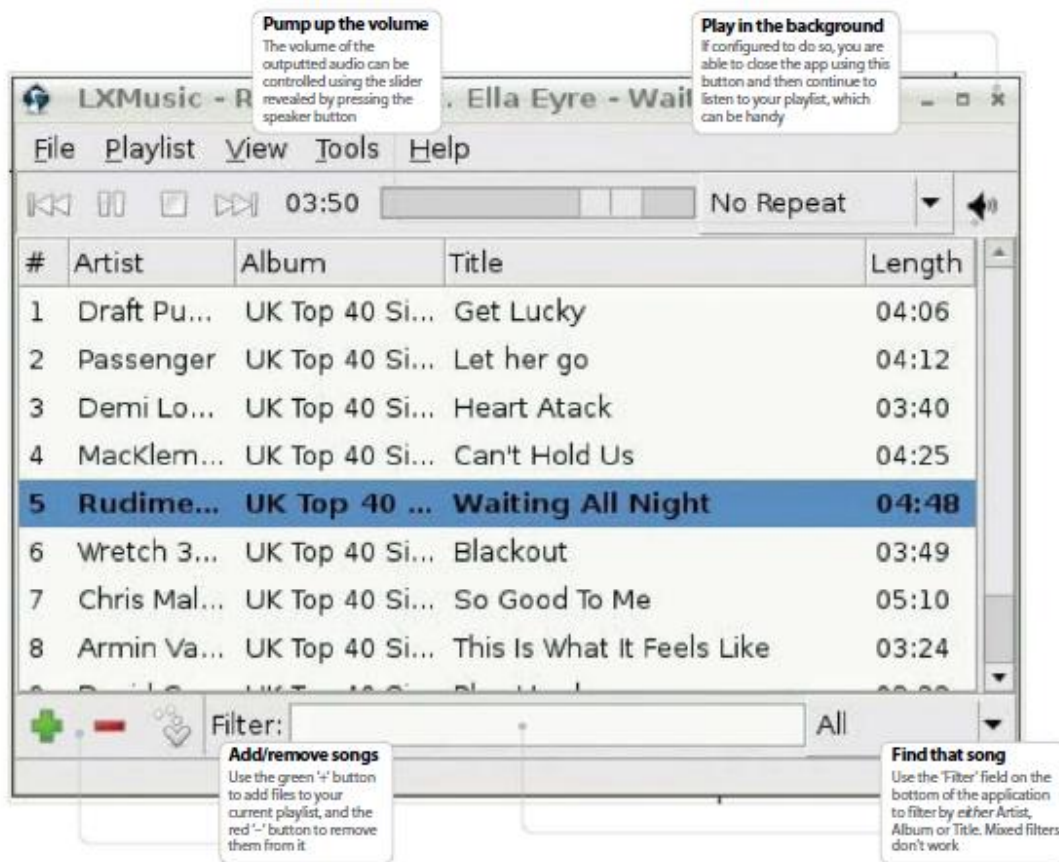 Pump up the volume
The volume of the
outputted audio can be
controlled using the slider
revealed by pressing the
speaker button
Play in the background
If configured to do so, you are
able to close the app using this
button and then continue to
listen to your playlist, which
can be handy
LXMusic - R . Ella Eyre - Wait
File Playlist View Tools Help
03:50 No Repeat
# Artist Album Title Length
1 Draft Pu... UK Top 40 Si... Get Lucky 04:06
2 Passenger UK Top 40 Si... Let her go 04:12
3 Demi Lo... UK Top 40 Si... Heart Atack 03:40
4 MacKlem... UK Top 40 Si... Can't Hold Us 04:25
5 Rudime... UK Top 40 ... Waiting All Night 04:48
6 Wretch 3... UK Top 40 Si... Blackout 03:49
7 Chris Mal... UK Top 40 Si... So Good To Me 05:10
8 Armin Va... UK Top 40 Si... This Is What It Feels Like 03:24
Filter: All
Add/remove songs
Use the green '+' button
to add files to your
current playlist, and the
red '–' button to remove
them from it
Find that song
Use the 'Filter' field on the
bottom of the application
to filter by either Artist,
Album or Title. Mixed filters
don't work